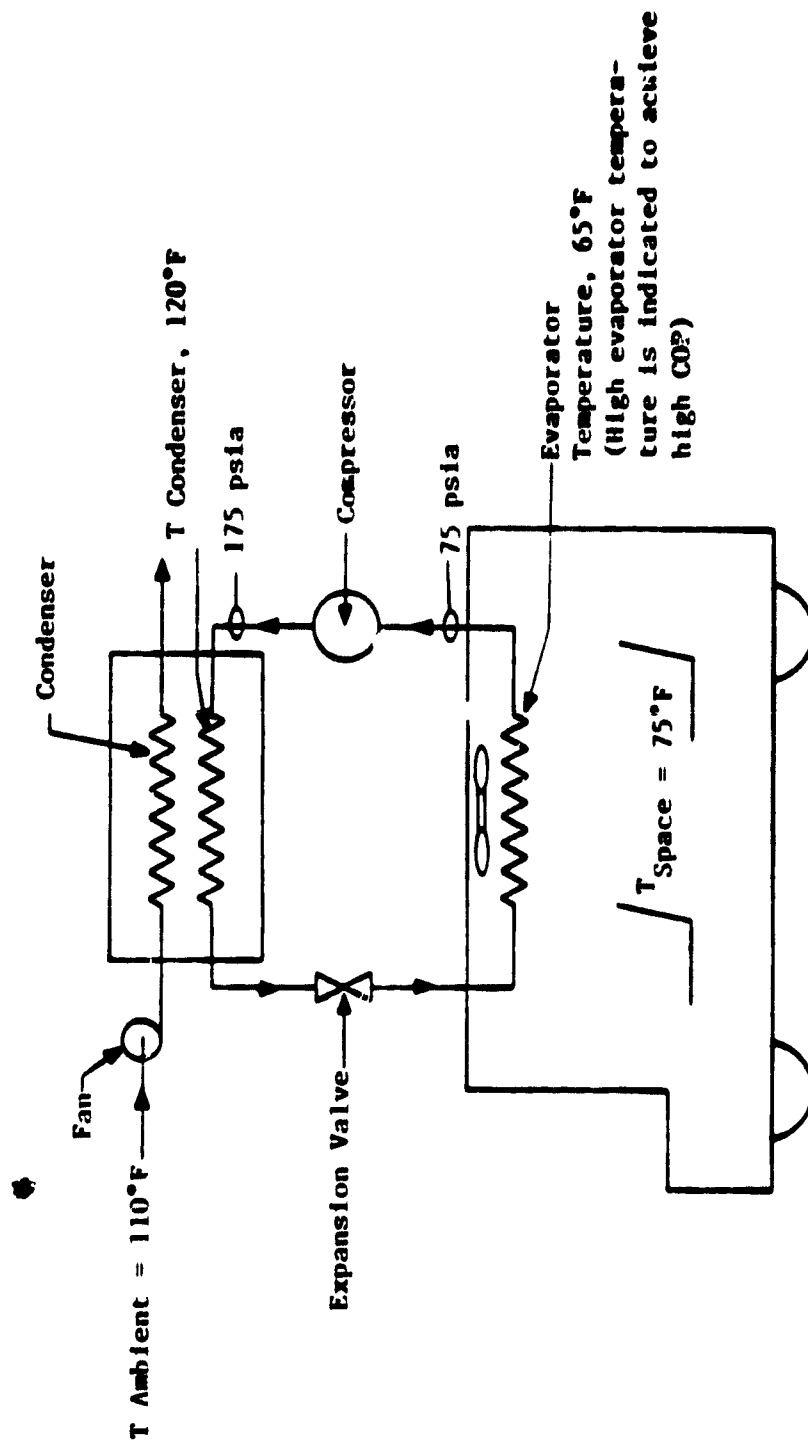 Condenser
T Condenser, 120°F
175 psia
Fan
T Ambient = 110°F
Compressor
Expansion Valve
75 psia
Evaporator
Temperature, 65°F
(High evaporator tempera-
ture is indicated to achieve
high COP)
T Space = 75°F